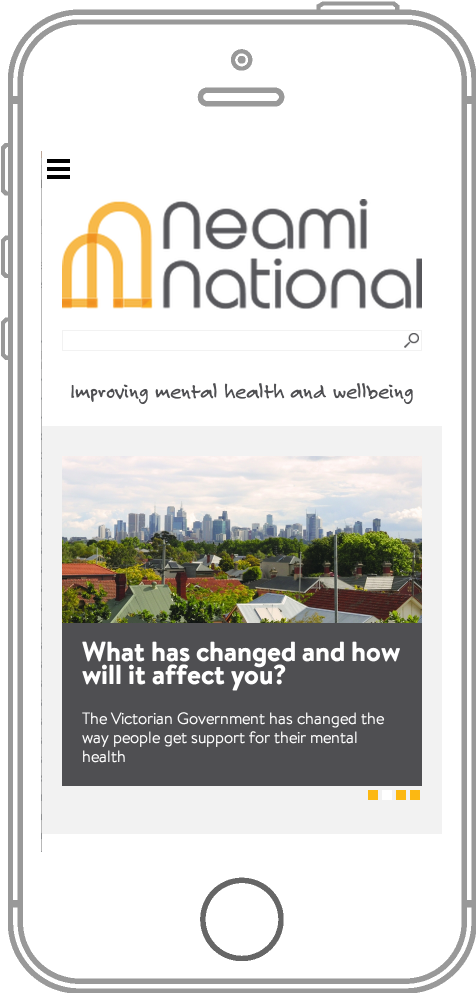 Neami
National
Improving mental health and wellbeing
What has changed and how
will it affect you?
The Victorian Government has changed the
way people get support for their mental
health